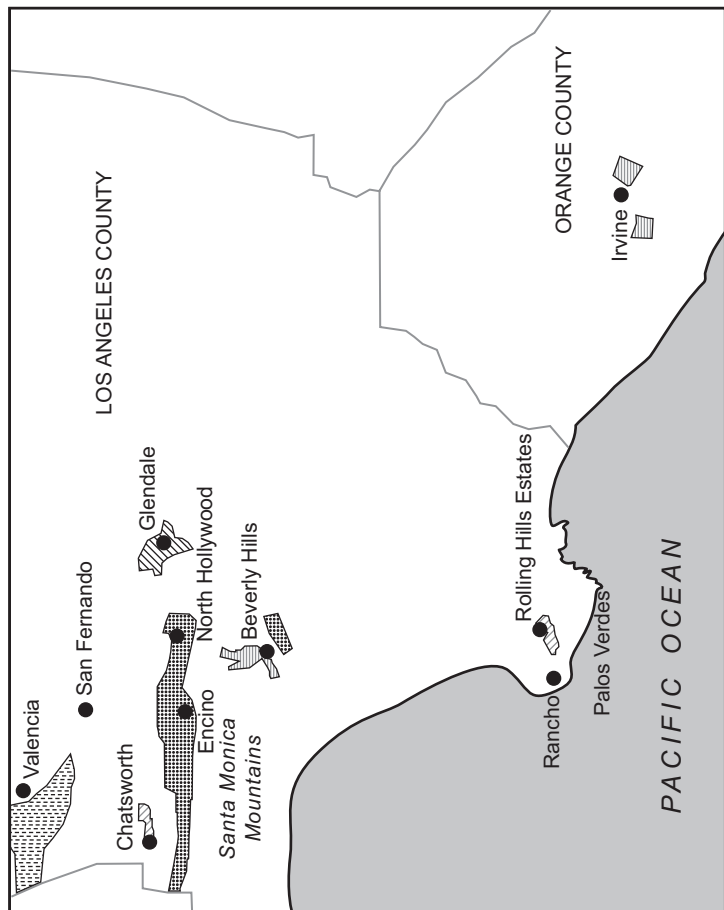 Valencia
San Fernando
LOS ANGELES COUNTY
Chatsworth
Glendale
North Hollywood
Encino
Santa Monica
Mountains
Beverly Hills
ORANGE COUNTY
Irvine
Rolling Hills Estates
Rancho
Palos Verdes
PACIFIC OCEAN